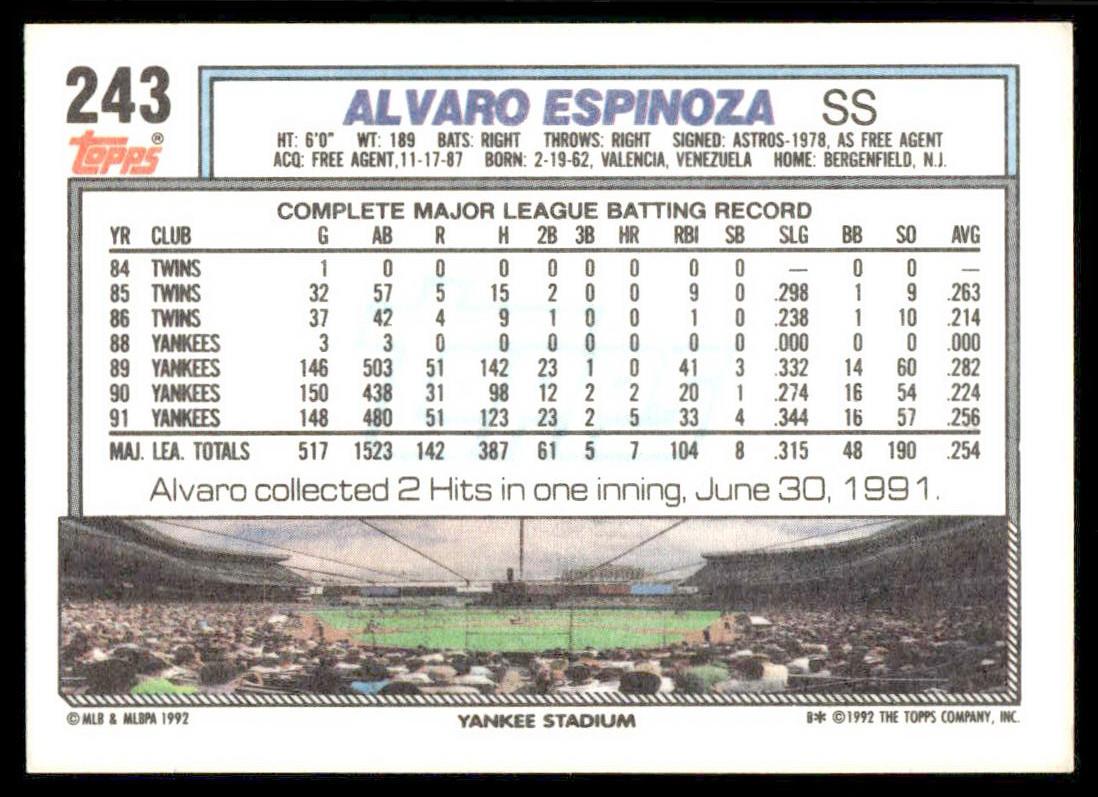 243
Topps®
ALVARO ESPINOZA SS
HT: 6'0" WT: 189 BATS: RIGHT THROWS: RIGHT SIGNED: ASTROS-1978, AS FREE AGENT
ACQ: FREE AGENT,11-17-87 BORN: 2-19-62, VALENCIA, VENEZUELA HOME: BERGENFIELD, N.J.
COMPLETE MAJOR LEAGUE BATTING RECORD
YR CLUB G AB R H 2B 3B HR RBI SB SLG BB SO AVG
84 TWINS 1 0 0 0 0 0 0 0 0 — 0 0 —
85 TWINS 32 57 5 15 2 0 0 9 0 .298 1 9 .263
86 TWINS 37 42 4 9 1 0 0 1 0 .238 1 10 .214
88 YANKEES 3 3 0 0 0 0 0 0 0 .000 0 0 .000
89 YANKEES 146 503 51 142 23 1 0 41 3 .332 14 60 .282
90 YANKEES 150 438 31 98 12 2 2 20 1 .274 16 54 .224
91 YANKEES 148 480 51 123 23 2 5 33 4 .344 16 57 .256
MAJ. LEA. TOTALS 517 1523 142 387 61 5 7 104 8 .315 48 190 .254
Alvaro collected 2 Hits in one inning, June 30, 1991.
© MLB & MLBPA 1992 YANKEE STADIUM B* © 1992 THE TOPPS COMPANY, INC.